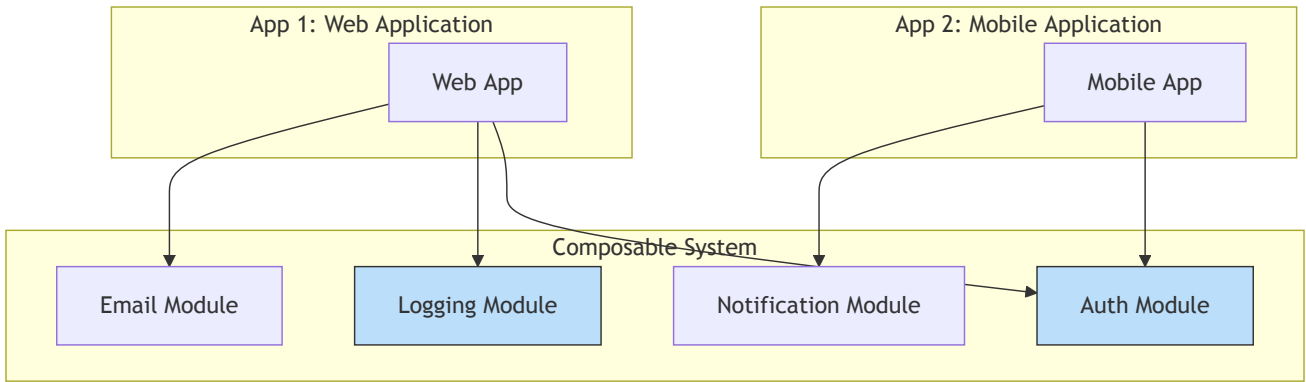 App 1: Web Application
App 2: Mobile Application
Web App
Mobile App
Composable System
Email Module
Logging Module
Notification Module
Auth Module